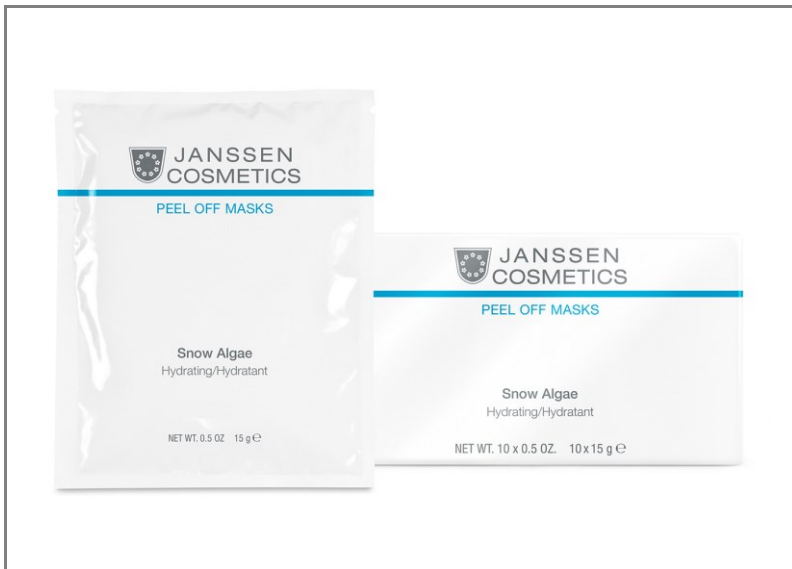 JANSSEN
COSMETICS
PEEL OFF MASKS
Snow Algae
Hydrating/Hydratant
NET WT. 0.5 OZ 15 g ℮
JANSSEN
COSMETICS
PEEL OFF MASKS
Snow Algae
Hydrating/Hydratant
NET WT. 10 x 0.5 OZ. 10 x 15 g ℮